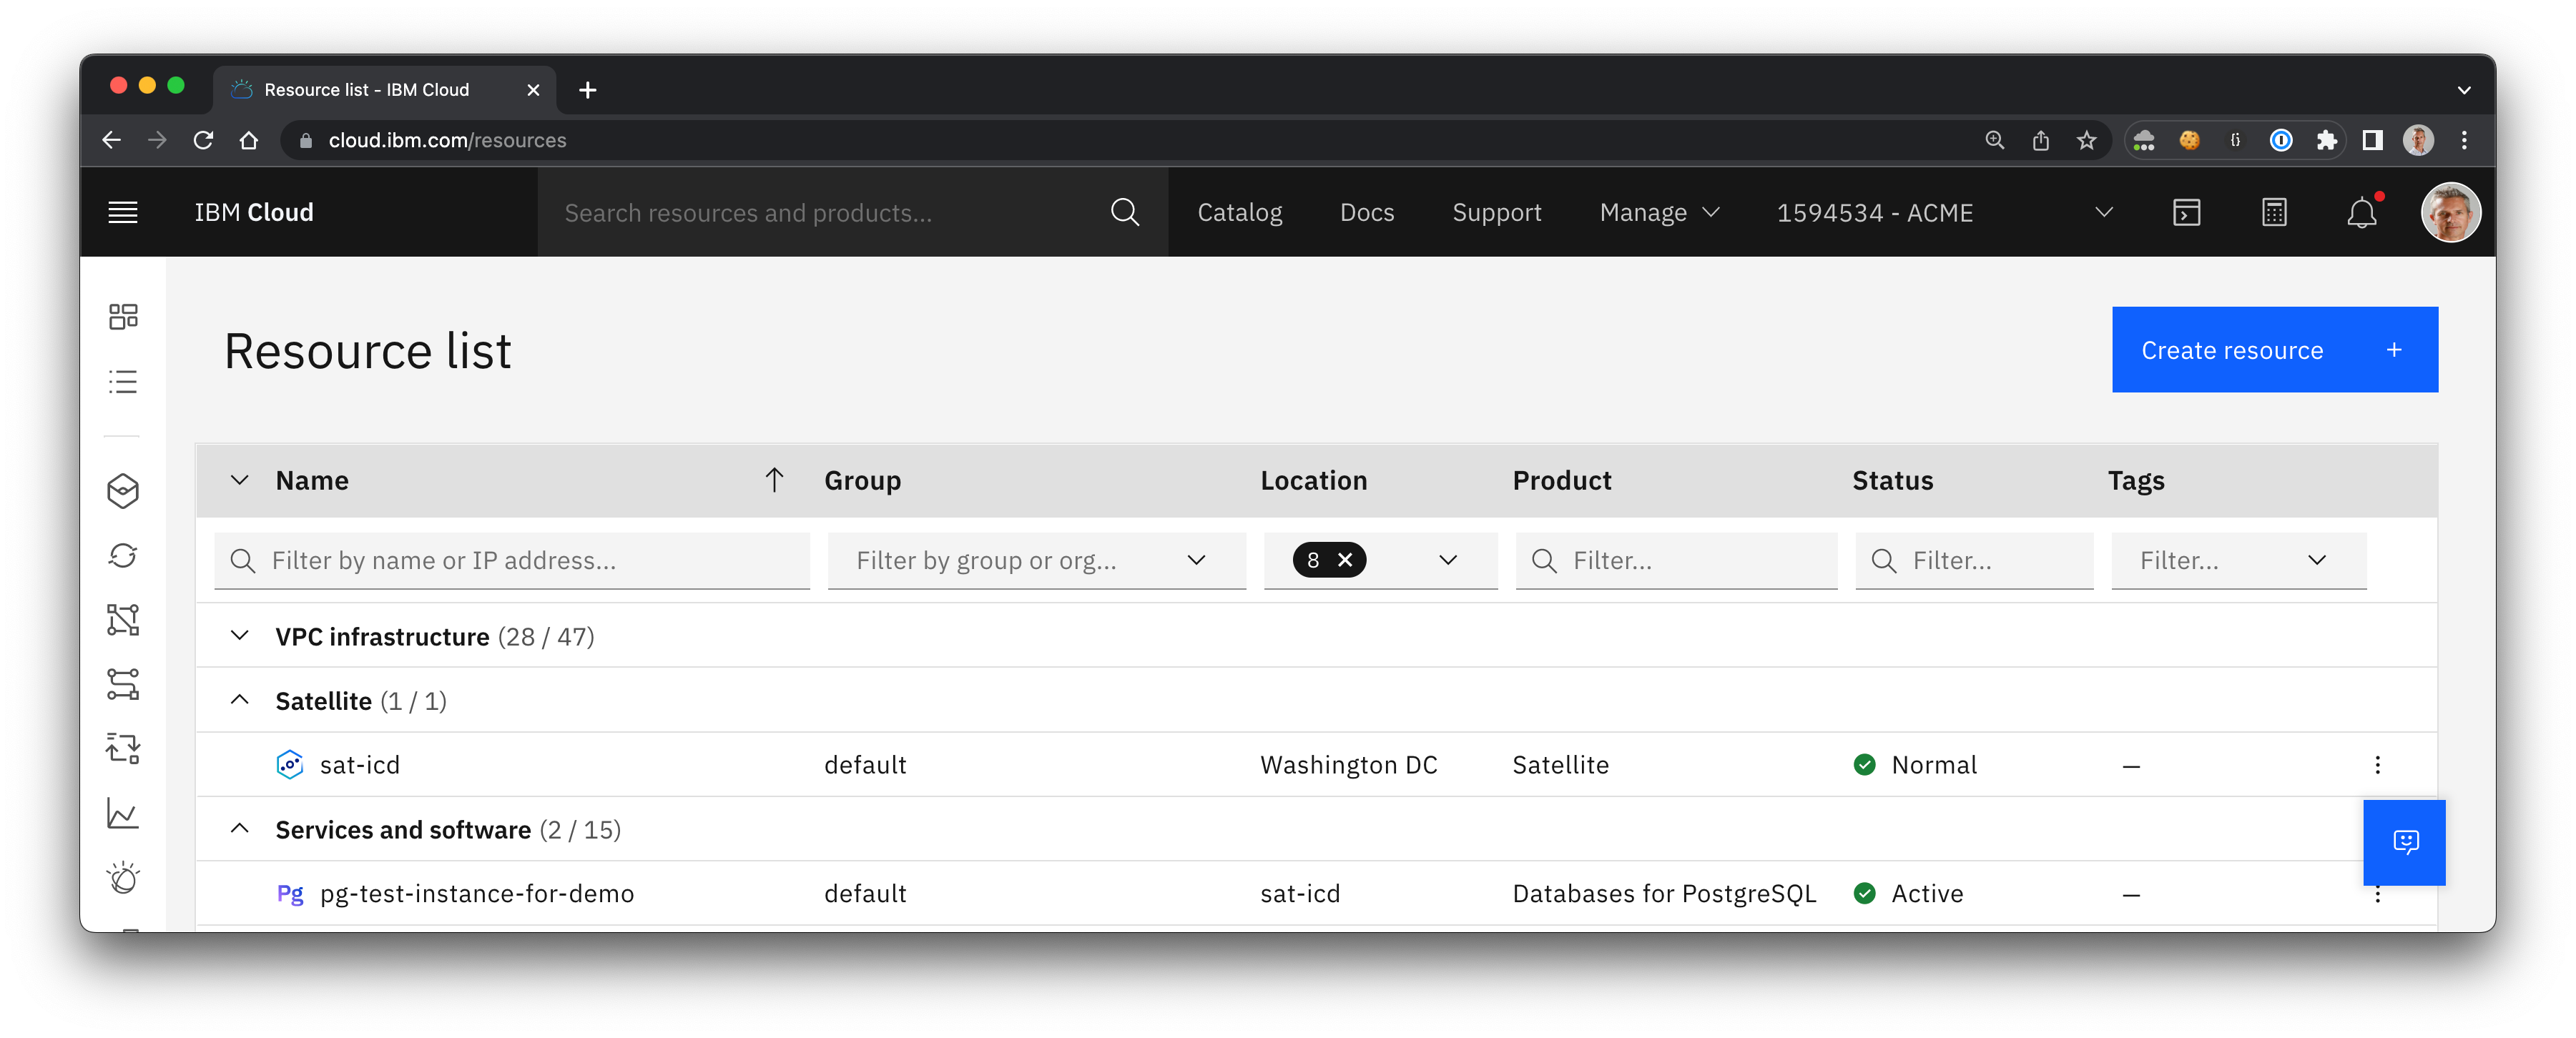 Resource list - IBM Cloud
cloud.ibm.com/resources
IBM Cloud
Search resources and products...
Catalog
Docs
Support
Manage
1594534 - ACME
Resource list
Create resource +
Name
Group
Location
Product
Status
Tags
Filter by name or IP address...
Filter by group or org...
8
Filter...
Filter...
Filter...
VPC infrastructure (28 / 47)
Satellite (1 / 1)
sat-icd
default
Washington DC
Satellite
Normal
–
Services and software (2 / 15)
Pg pg-test-instance-for-demo
default
sat-icd
Databases for PostgreSQL
Active
–